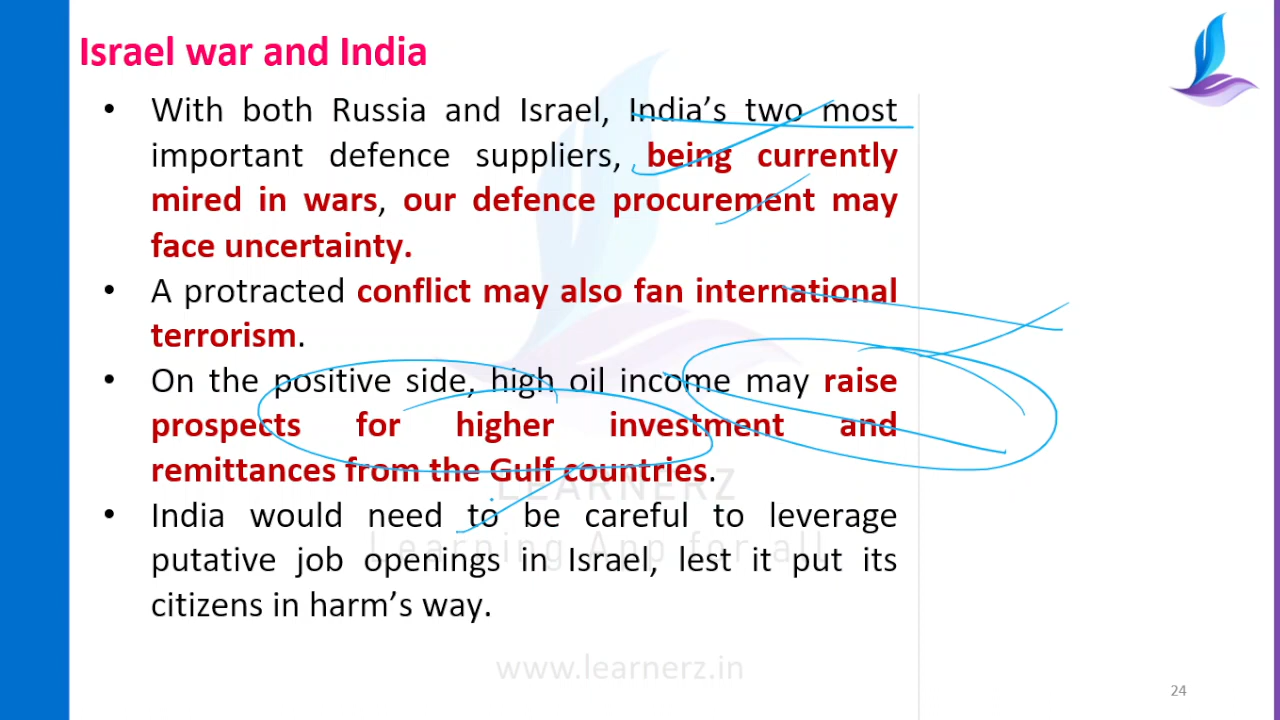 Israel war and India
• With both Russia and Israel, India's two most
important defence suppliers, being currently
mired in wars, our defence procurement may
face uncertainty.
• A protracted conflict may also fan international
terrorism.
• On the positive side, high oil income may raise
prospects for higher investment and
remittances from the Gulf countries.
LEARNERZ
• India would need to be careful to leverage
Learning App for all
putative job openings in Israel, lest it put its
citizens in harm's way.
www.learnerz.in
24